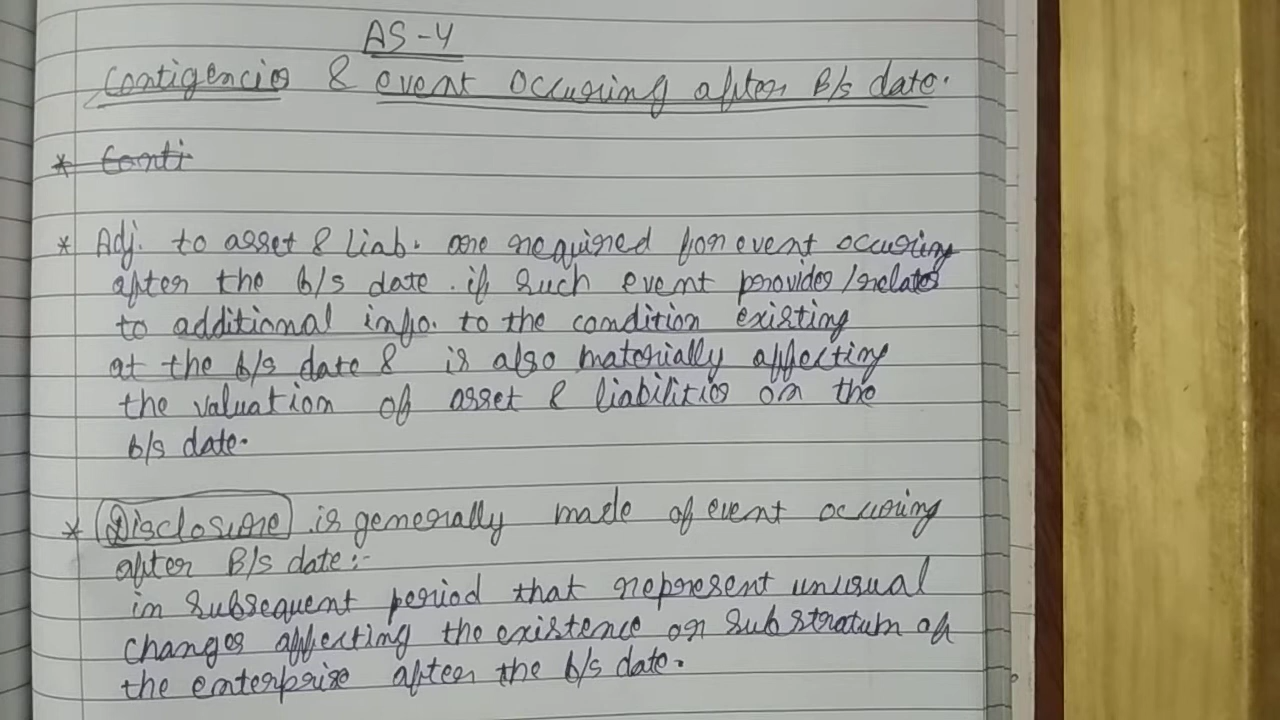 AS-4
Contigencies & event occuring after B/s date.
* Conti
* Adj. to asset & liab. are required for event occuring
after the b/s date if such event provides/relates
to additional info. to the condition existing
at the b/s date & is also materially affecting
the valuation of asset & liabilities on the
b/s date.
* Disclosure is generally made of event occuring
after B/s date:-
in subsequent period that represent unusual
changes affecting the existence or substratum of
the enterprise after the b/s date.